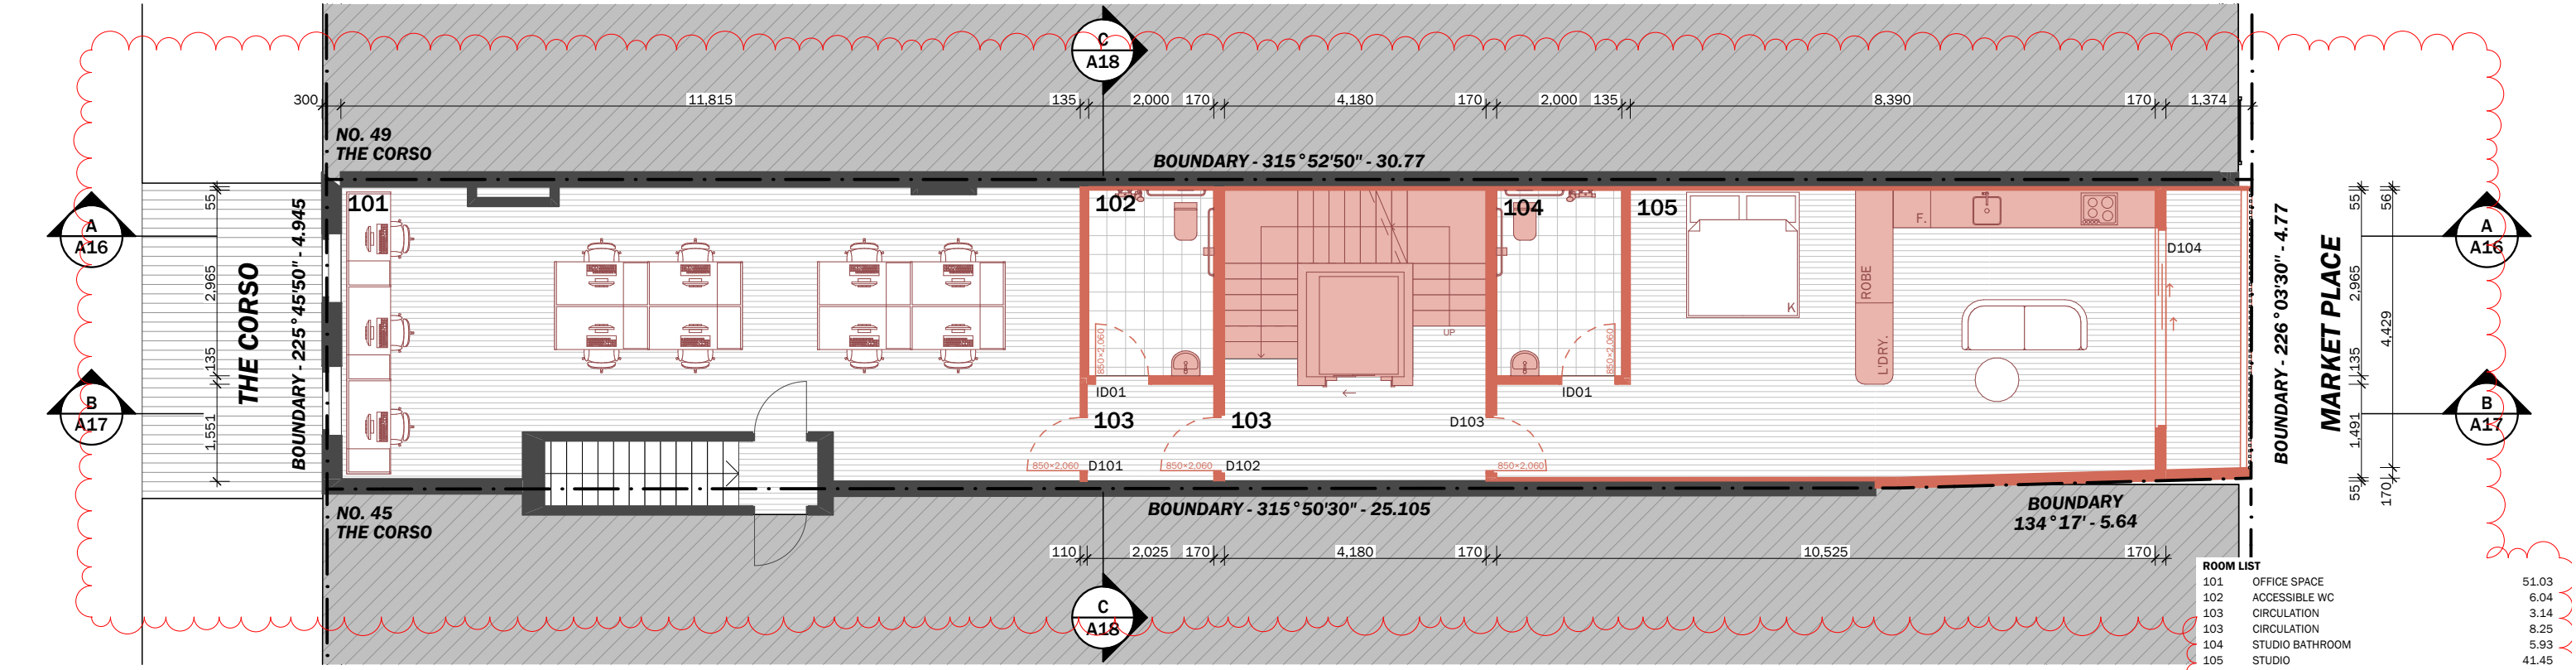 C
A18
300
11,815
135
2,000
170
4,180
170
2,000
135
8,390
170
1,374
NO. 49
THE CORSO
BOUNDARY - 315°52'50" - 30.77
A
A16
B
A17
THE CORSO
55
2,965
135
1,551
BOUNDARY - 225°45'50" - 4.945
101
102
104
105
103
103
850×2,060
850×2,060
ID01
ID01
D103
D101
D102
850×2,060
850×2,060
850×2,060
UP
K
ROBE
L'DRY.
F.
D104
BOUNDARY - 226°03'30" - 4.77
MARKET PLACE
55
2,965
135
1,491
55
56
4,429
170
A
A16
B
A17
NO. 45
THE CORSO
BOUNDARY - 315°50'30" - 25.105
BOUNDARY
134°17' - 5.64
110
2,025
170
4,180
170
10,525
170
C
A18
ROOM LIST
101 OFFICE SPACE 51.03
102 ACCESSIBLE WC 6.04
103 CIRCULATION 3.14
103 CIRCULATION 8.25
104 STUDIO BATHROOM 5.93
105 STUDIO 41.45